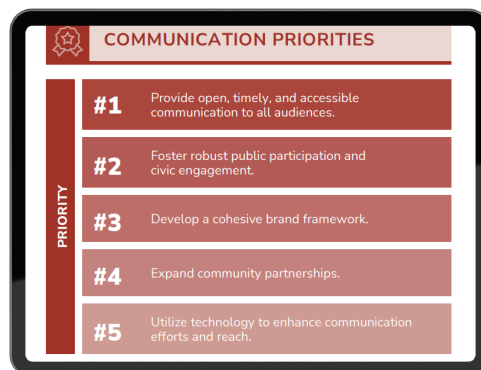 COMMUNICATION PRIORITIES
PRIORITY
#1
Provide open, timely, and accessible
communication to all audiences.
#2
Foster robust public participation and
civic engagement.
#3
Develop a cohesive brand framework.
#4
Expand community partnerships.
#5
Utilize technology to enhance communication
efforts and reach.